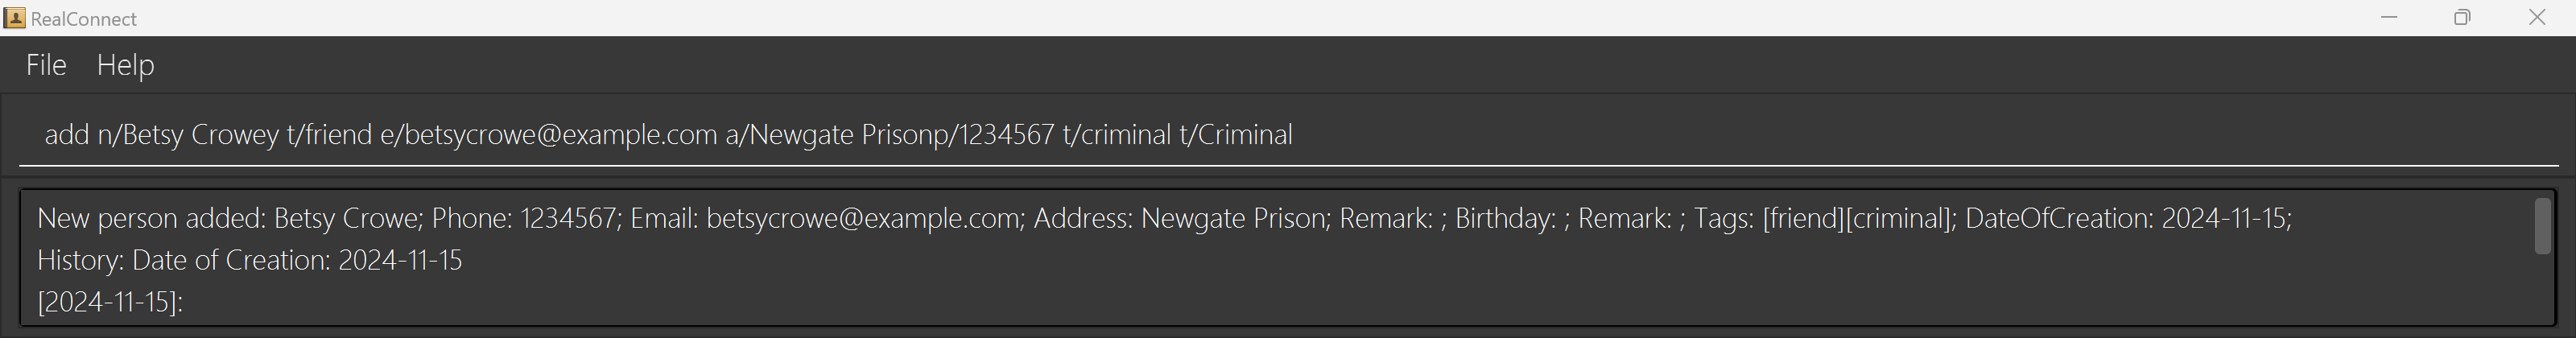 RealConnect
File Help
add n/Betsy Crowey t/friend e/betsycrowe@example.com a/Newgate Prisonp/1234567 t/criminal t/Criminal
New person added: Betsy Crowe; Phone: 1234567; Email: betsycrowe@example.com; Address: Newgate Prison; Remark: ; Birthday: ; Remark: ; Tags: [friend][criminal]; DateOfCreation: 2024-11-15;
History: Date of Creation: 2024-11-15
[2024-11-15]: